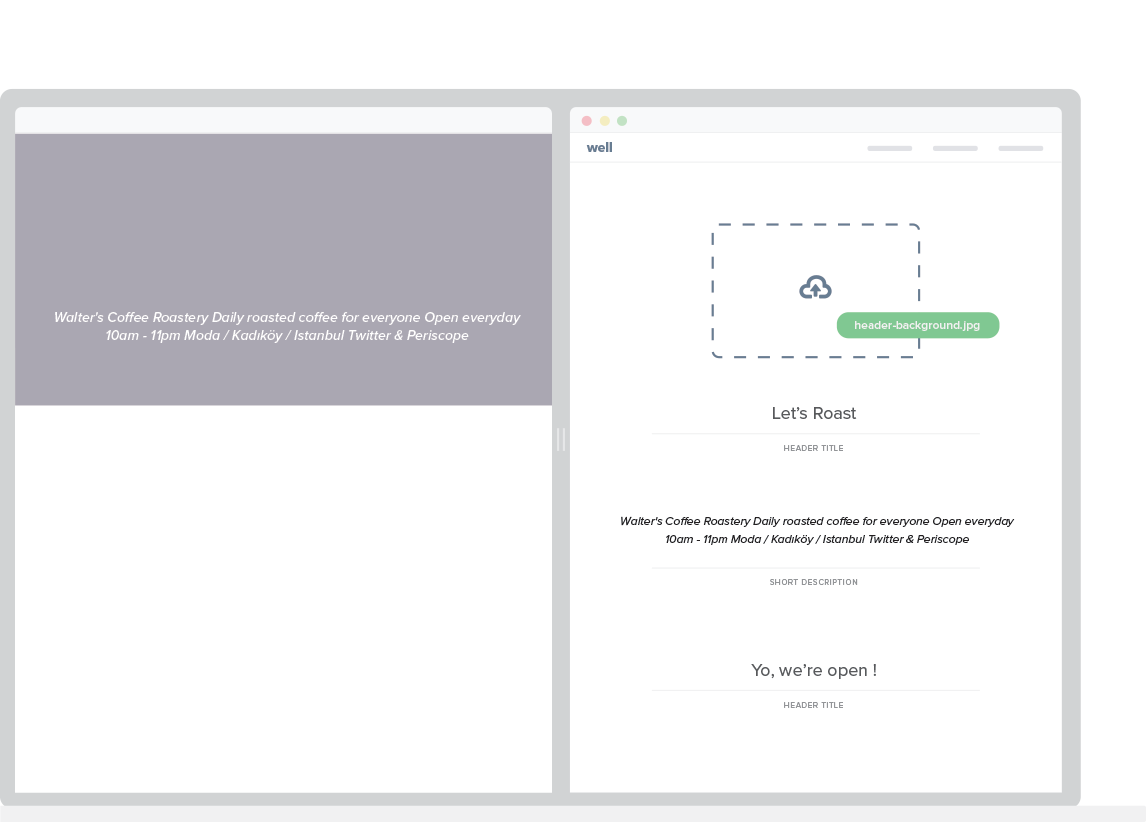 Walter's Coffee Roastery Daily roasted coffee for everyone Open everyday
10am - 11pm Moda / Kadıköy / Istanbul Twitter & Periscope
well
header-background.jpg
Let's Roast
HEADER TITLE
Walter's Coffee Roastery Daily roasted coffee for everyone Open everyday
10am - 11pm Moda / Kadıköy / Istanbul Twitter & Periscope
SHORT DESCRIPTION
Yo, we're open !
HEADER TITLE